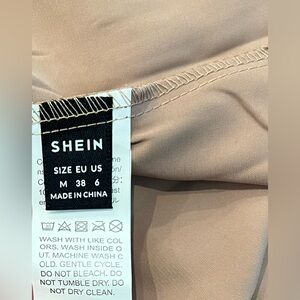 SHEIN
SIZE EU US
M 38 6
MADE IN CHINA
WASH WITH LIKE COL
ORS. WASH INSIDE O
UT. MACHINE WASH C
OLD. GENTLE CYCLE.
DO NOT BLEACH. DO
NOT TUMBLE DRY. DO
NOT DRY CLEAN.